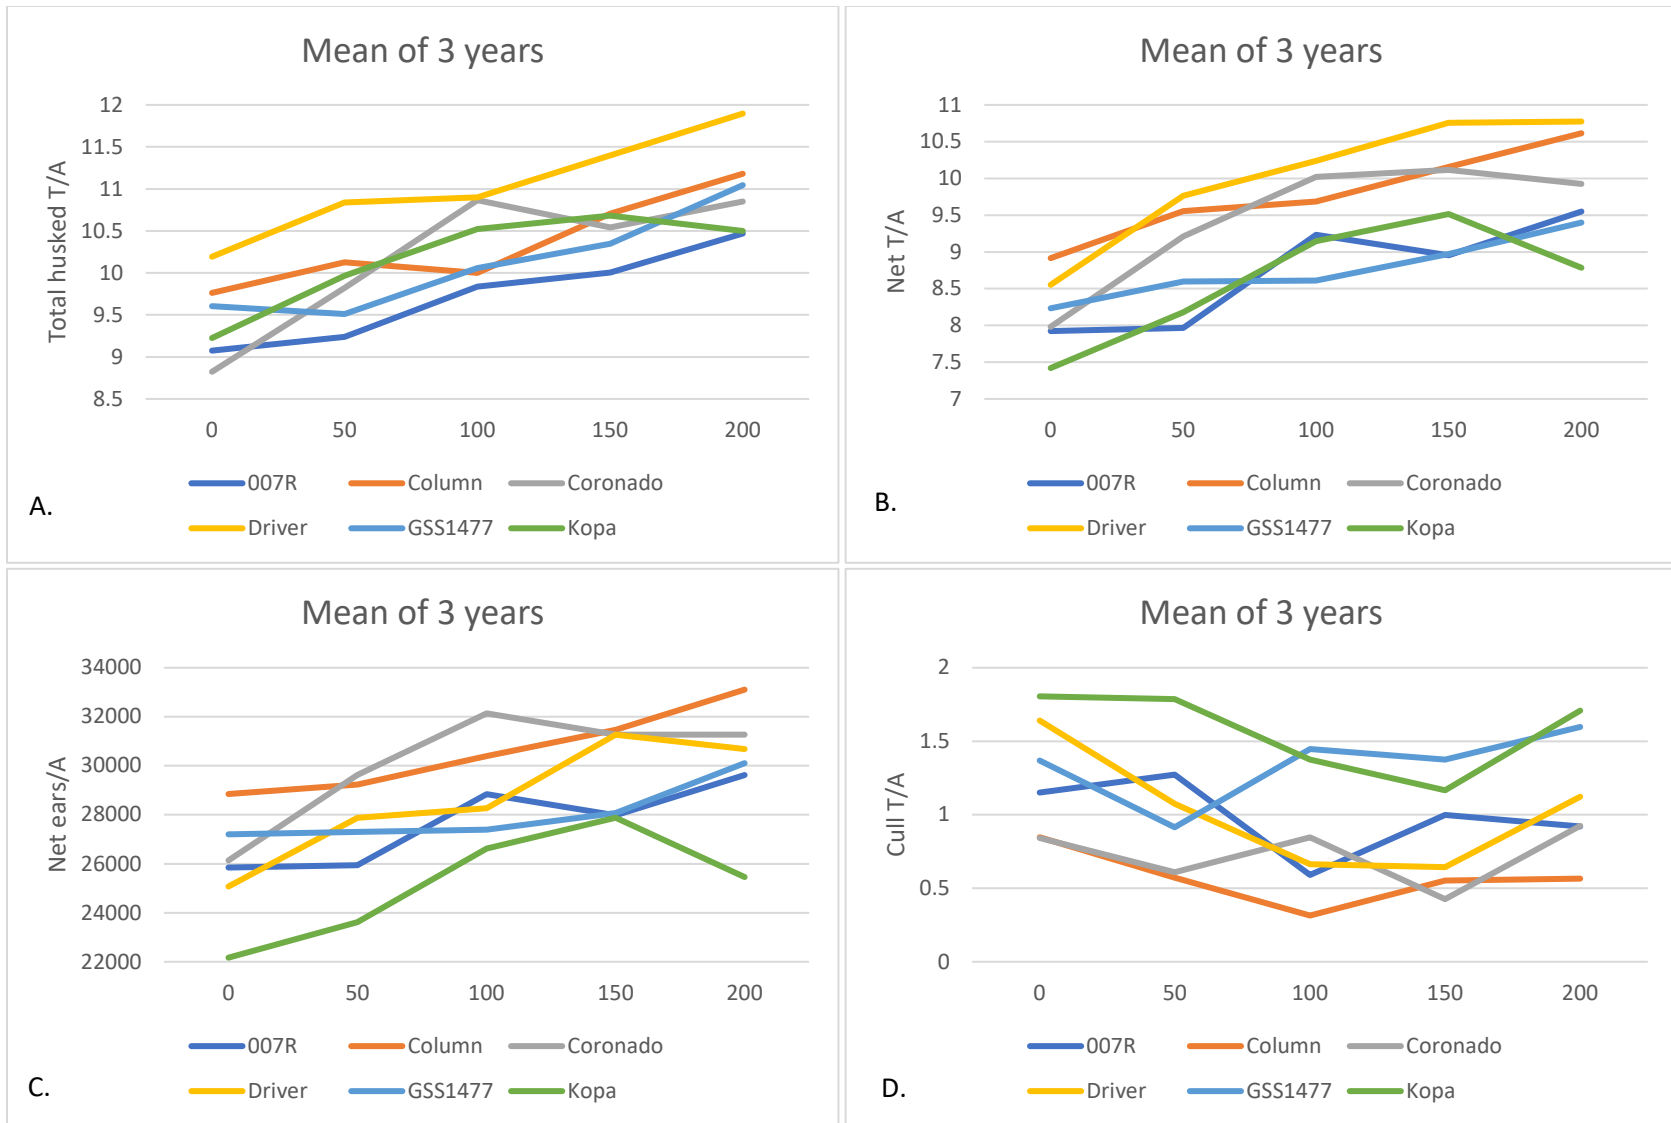 Mean of 3 years
Total husked T/A
12
11.5
11
10.5
10
9.5
9
8.5
0 50 100 150 200
007R Column Coronado
Driver GSS1477 Kopa
A.
Mean of 3 years
Net T/A
11
10.5
10
9.5
9
8.5
8
7.5
7
0 50 100 150 200
007R Column Coronado
Driver GSS1477 Kopa
B.
Mean of 3 years
Net ears/A
34000
32000
30000
28000
26000
24000
22000
0 50 100 150 200
007R Column Coronado
Driver GSS1477 Kopa
C.
Mean of 3 years
Cull T/A
2
1.5
1
0.5
0
0 50 100 150 200
007R Column Coronado
Driver GSS1477 Kopa
D.